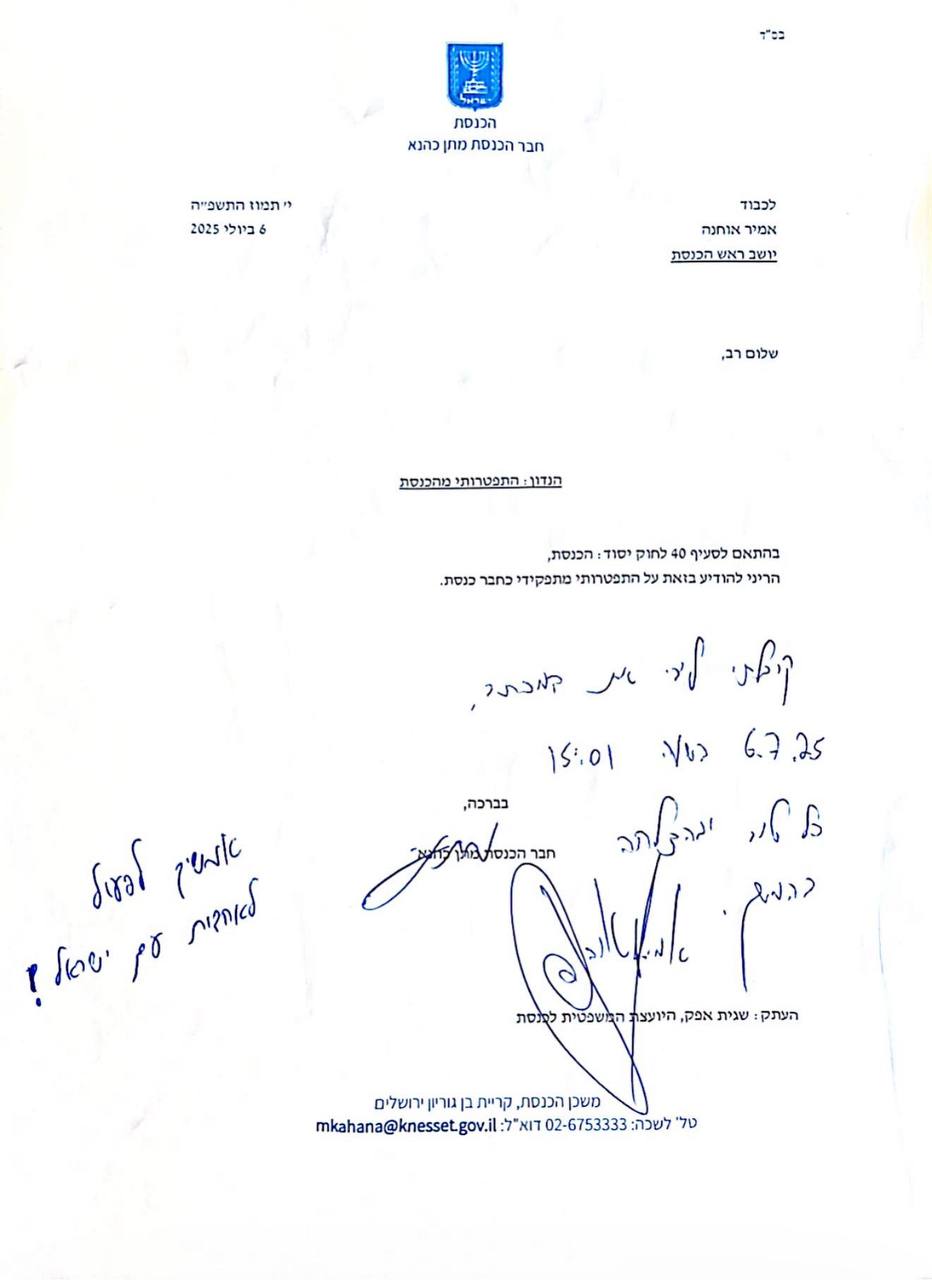 בס"ד
ישראל
הכנסת
חבר הכנסת מתן כהנא
י' תמוז התשפ״ה
6 ביולי 2025
לכבוד
אמיר אוחנה
יושב ראש הכנסת
שלום רב,
הנדון: התפטרותי מהכנסת
בהתאם לסעיף 40 לחוק יסוד: הכנסת,
הריני להודיע בזאת על התפטרותי מתפקידי כחבר כנסת.
קיבלתי לידי את המכתב,
6.7.25 בשעה 15:01
כל טוב ובהצלחה
בהמשך.
אמיר אוחנה
בברכה,
חבר הכנסת מתן כהנא
אמשיך לפעול
לאחדות עם ישראל!
העתק: שגית אפק, היועצת המשפטית לכנסת
משכן הכנסת, קריית בן גוריון ירושלים
טל' לשכה: 02-6753333 דוא"ל: mkahana@knesset.gov.il